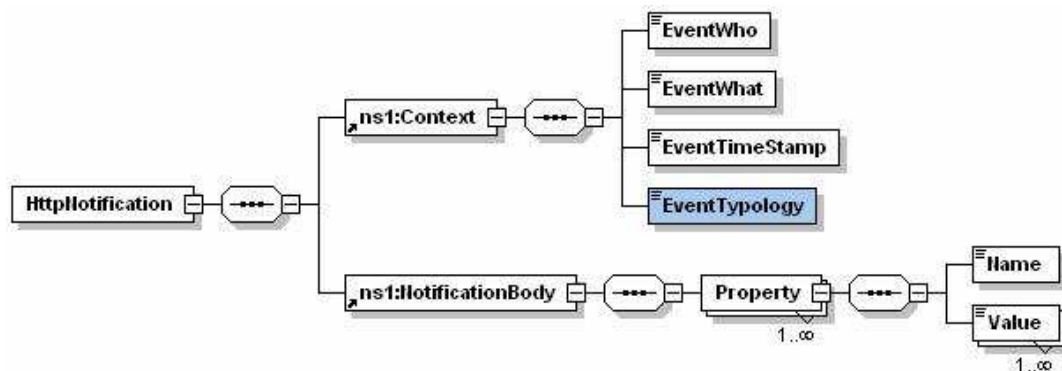 EventWho
EventWhat
ns1:Context
EventTimeStamp
HttpNotification
EventTypology
ns1:NotificationBody
Property
Name
1..∞
Value
1..∞